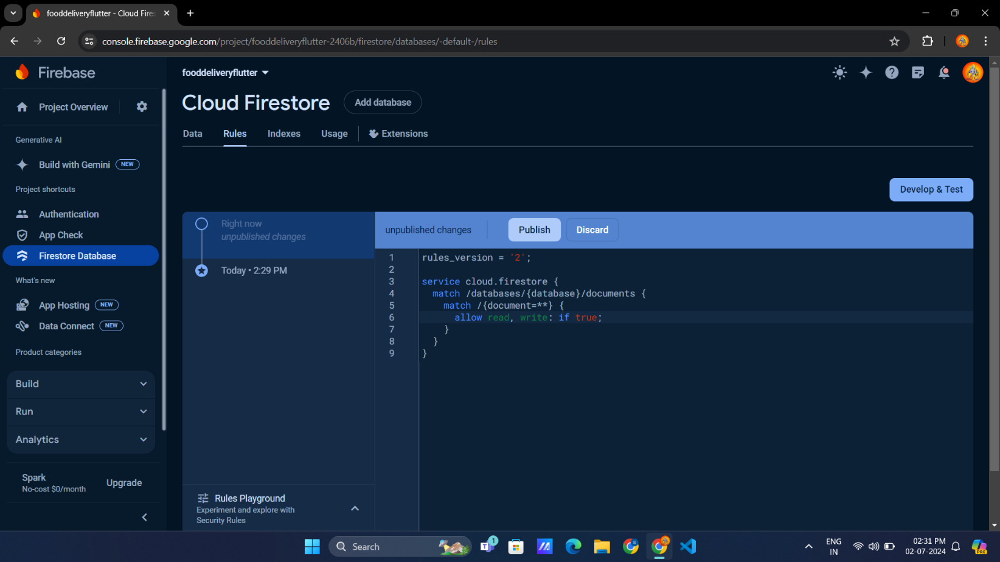 fooddeliveryflutter - Cloud Fires
console.firebase.google.com/project/fooddeliveryflutter-2406b/firestore/databases/-default-/rules
Firebase
fooddeliveryflutter
Project Overview
Cloud Firestore
Add database
Data
Rules
Indexes
Usage
Extensions
Generative AI
Build with Gemini NEW
Project shortcuts
Authentication
App Check
Firestore Database
What's new
App Hosting NEW
Data Connect NEW
Product categories
Build
Run
Analytics
Spark
No-cost $0/month
Upgrade
Develop & Test
Right now
unpublished changes
Today • 2:29 PM
unpublished changes
Publish
Discard
1 rules_version = '2';
2
3 service cloud.firestore {
4 match /databases/{database}/documents {
5 match /{document=**} {
6 allow read, write: if true;
7 }
8 }
9 }
Rules Playground
Experiment and explore with
Security Rules
Search
1
S
PRE
ENG
IN
02:31 PM
02-07-2024